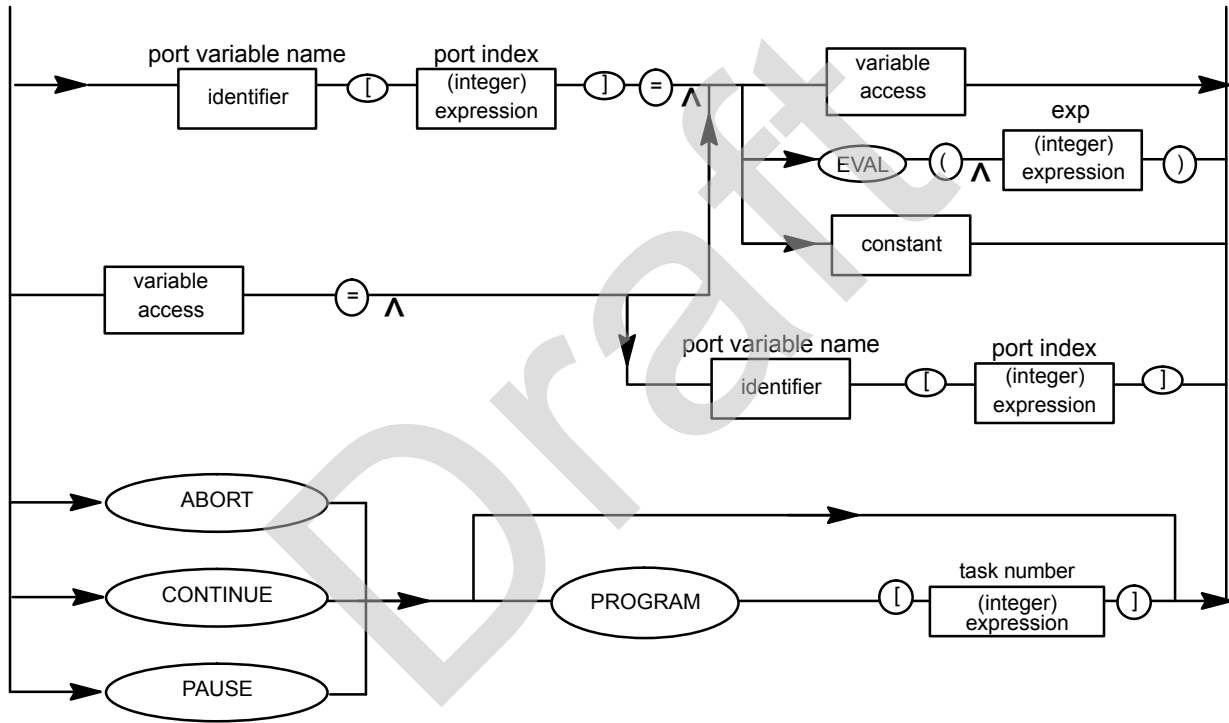 port variable name port index
identifier [ (integer) expression ] = ^ variable access
exp
EVAL ( ^ (integer) expression )
constant
variable access = ^
port variable name port index
identifier [ (integer) expression ]
ABORT
CONTINUE
PAUSE
PROGRAM [ task number (integer) expression ]
Draft